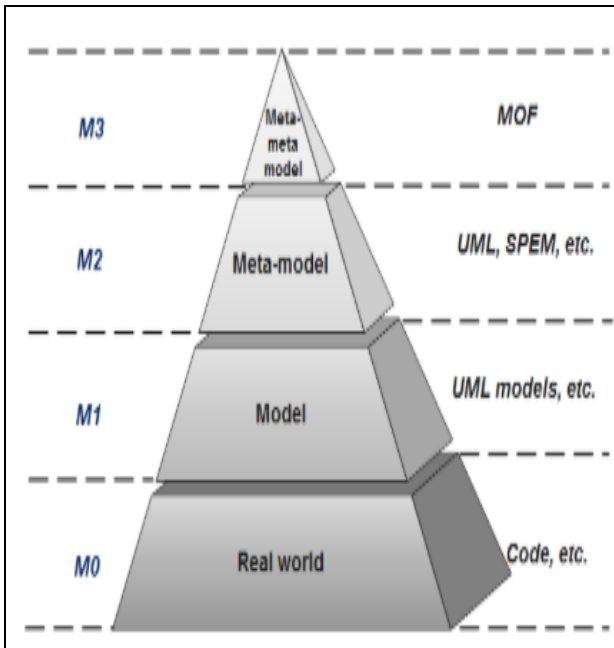 Meta-
meta
model
M3
MOF
M2
Meta-model
UML, SPEM, etc.
M1
Model
UML models, etc.
M0
Real world
Code, etc.